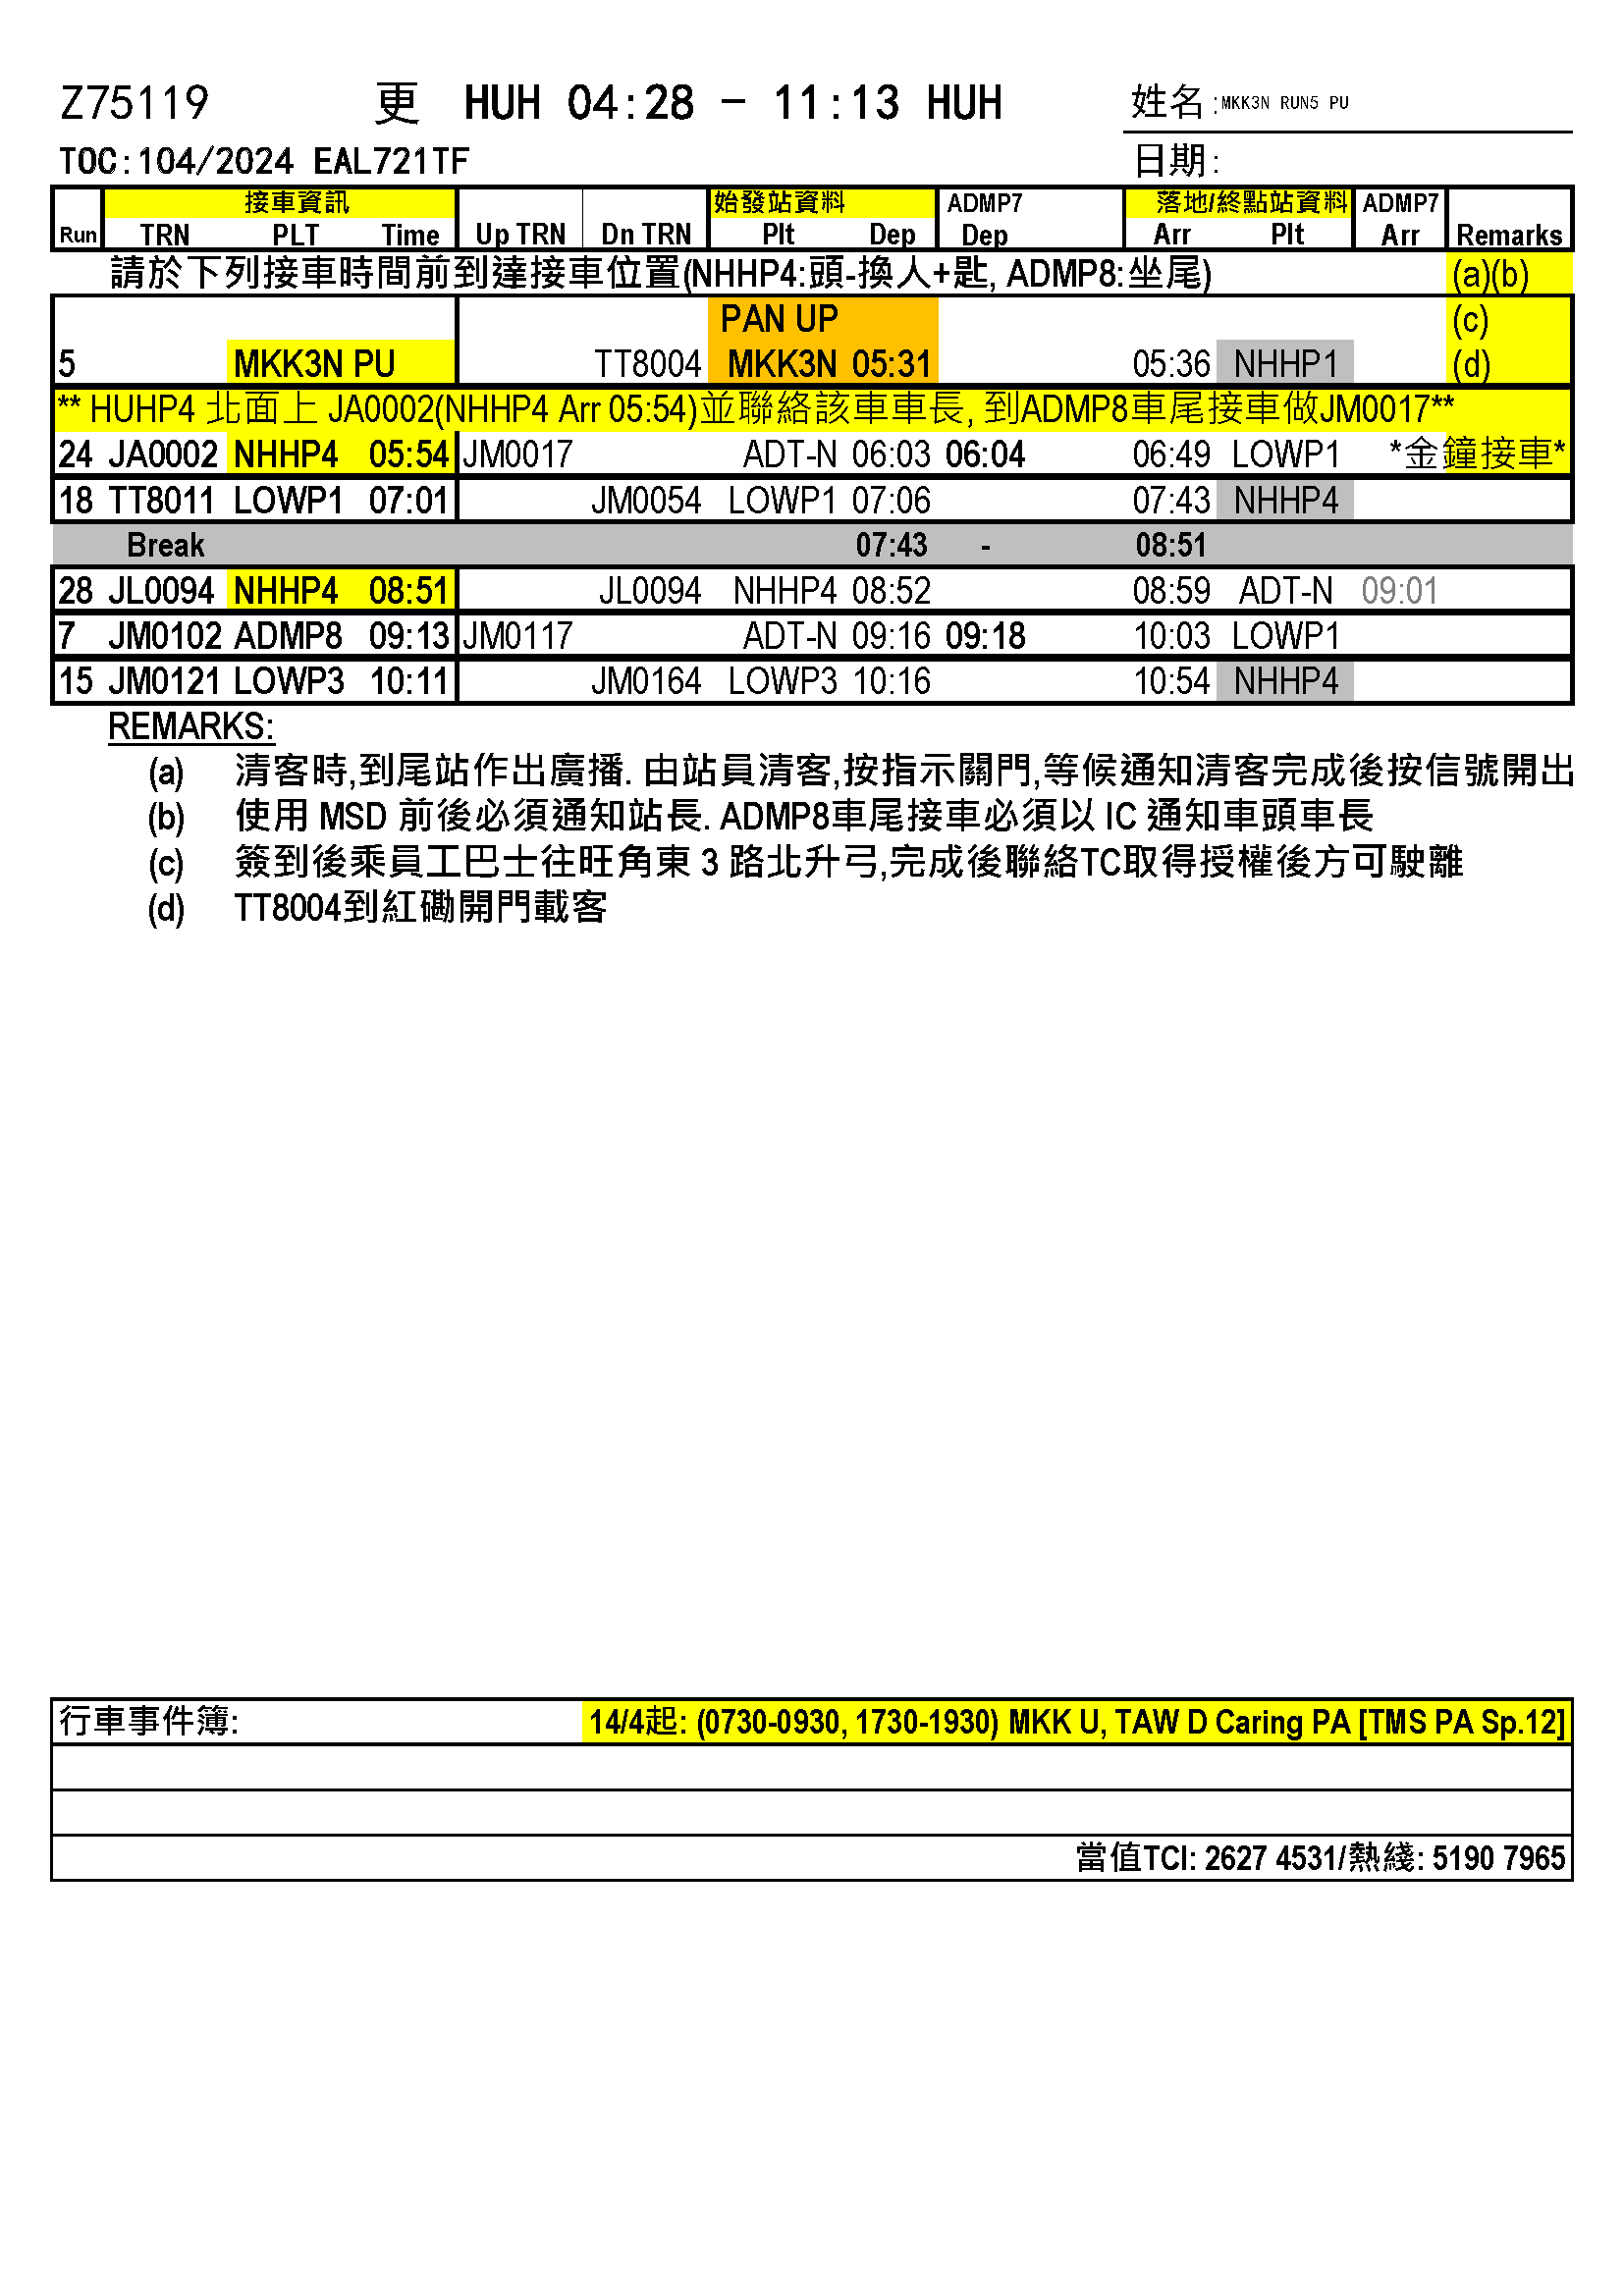 Z75119 更 HUH 04:28 - 11:13 HUH 姓名:MKK3N RUN5 PU
TOC:104/2024 EAL721TF 日期:
接車資訊 始發站資料 ADMP7 落地/終點站資料 ADMP7
Run TRN PLT Time Up TRN Dn TRN Plt Dep Dep Arr Plt Arr Remarks
請於下列接車時間前到達接車位置(NHHP4:頭-換人+匙, ADMP8:坐尾) (a)(b)
PAN UP (c)
5 MKK3N PU TT8004 MKK3N 05:31 05:36 NHHP1 (d)
** HUHP4 北面上 JA0002(NHHP4 Arr 05:54)並聯絡該車車長, 到ADMP8車尾接車做JM0017**
24 JA0002 NHHP4 05:54 JM0017 ADT-N 06:03 06:04 06:49 LOWP1 *金鐘接車*
18 TT8011 LOWP1 07:01 JM0054 LOWP1 07:06 07:43 NHHP4
Break 07:43 - 08:51
28 JL0094 NHHP4 08:51 JL0094 NHHP4 08:52 08:59 ADT-N 09:01
7 JM0102 ADMP8 09:13 JM0117 ADT-N 09:16 09:18 10:03 LOWP1
15 JM0121 LOWP3 10:11 JM0164 LOWP3 10:16 10:54 NHHP4
REMARKS:
(a) 清客時,到尾站作出廣播. 由站員清客,按指示關門,等候通知清客完成後按信號開出
(b) 使用 MSD 前後必須通知站長. ADMP8車尾接車必須以 IC 通知車頭車長
(c) 簽到後乘員工巴士往旺角東 3 路北升弓,完成後聯絡TC取得授權後方可駛離
(d) TT8004到紅磡開門載客
行車事件簿: 14/4起: (0730-0930, 1730-1930) MKK U, TAW D Caring PA [TMS PA Sp.12]
當值TCI: 2627 4531/熱綫: 5190 7965